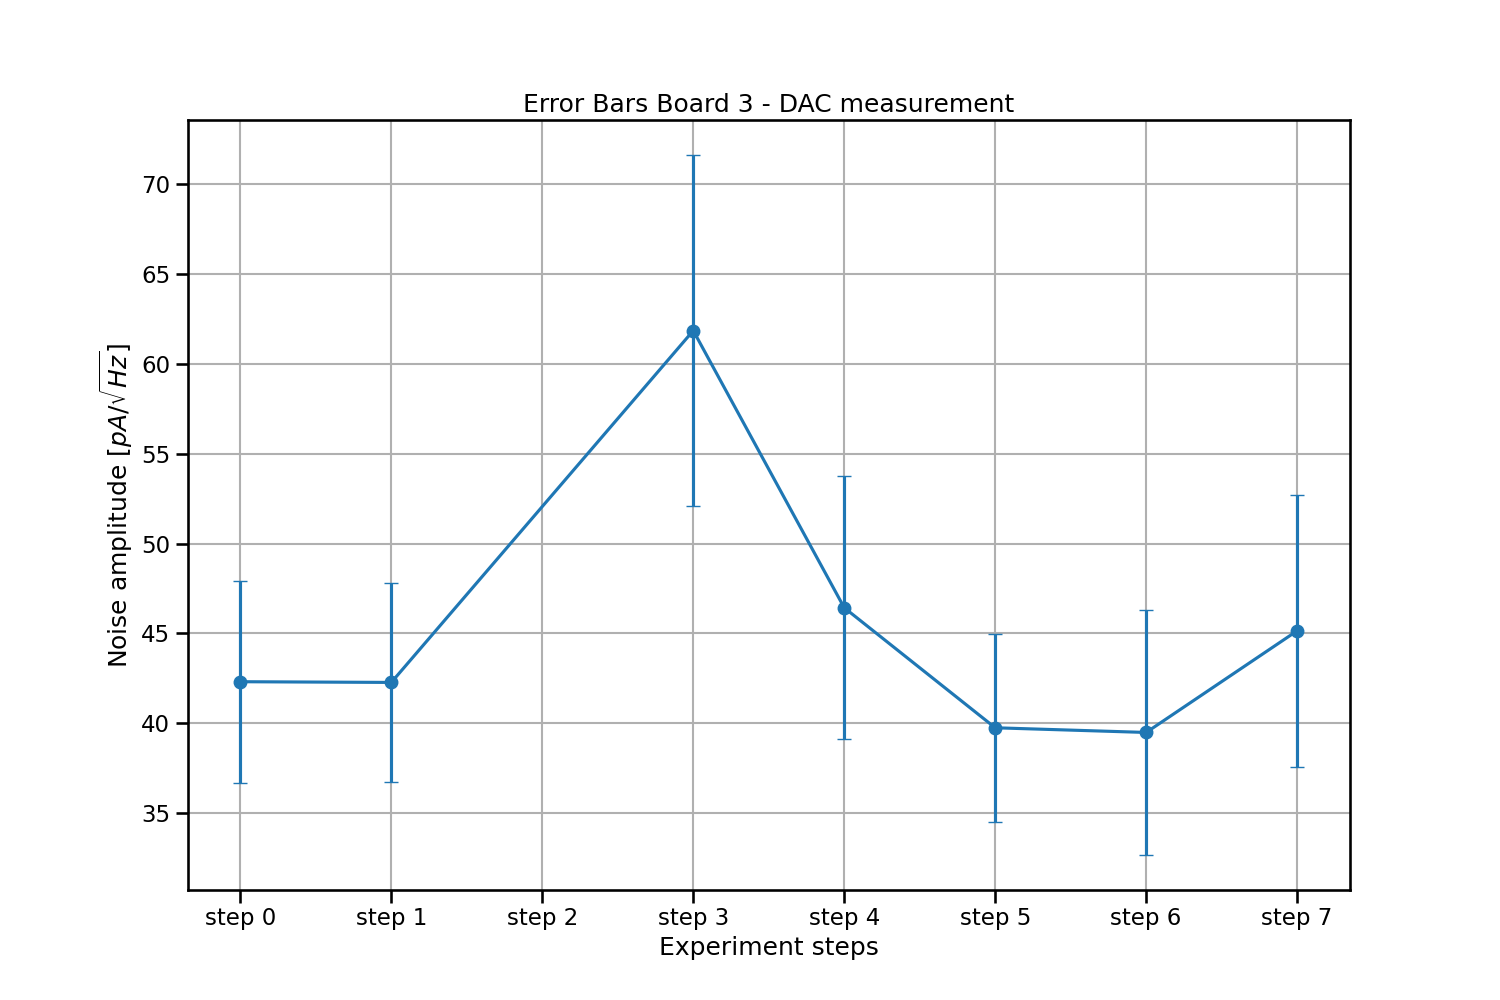 Error Bars Board 3 - DAC measurement
Noise amplitude [pA/√Hz]
70
65
60
55
50
45
40
35
step 0 step 1 step 2 step 3 step 4 step 5 step 6 step 7
Experiment steps